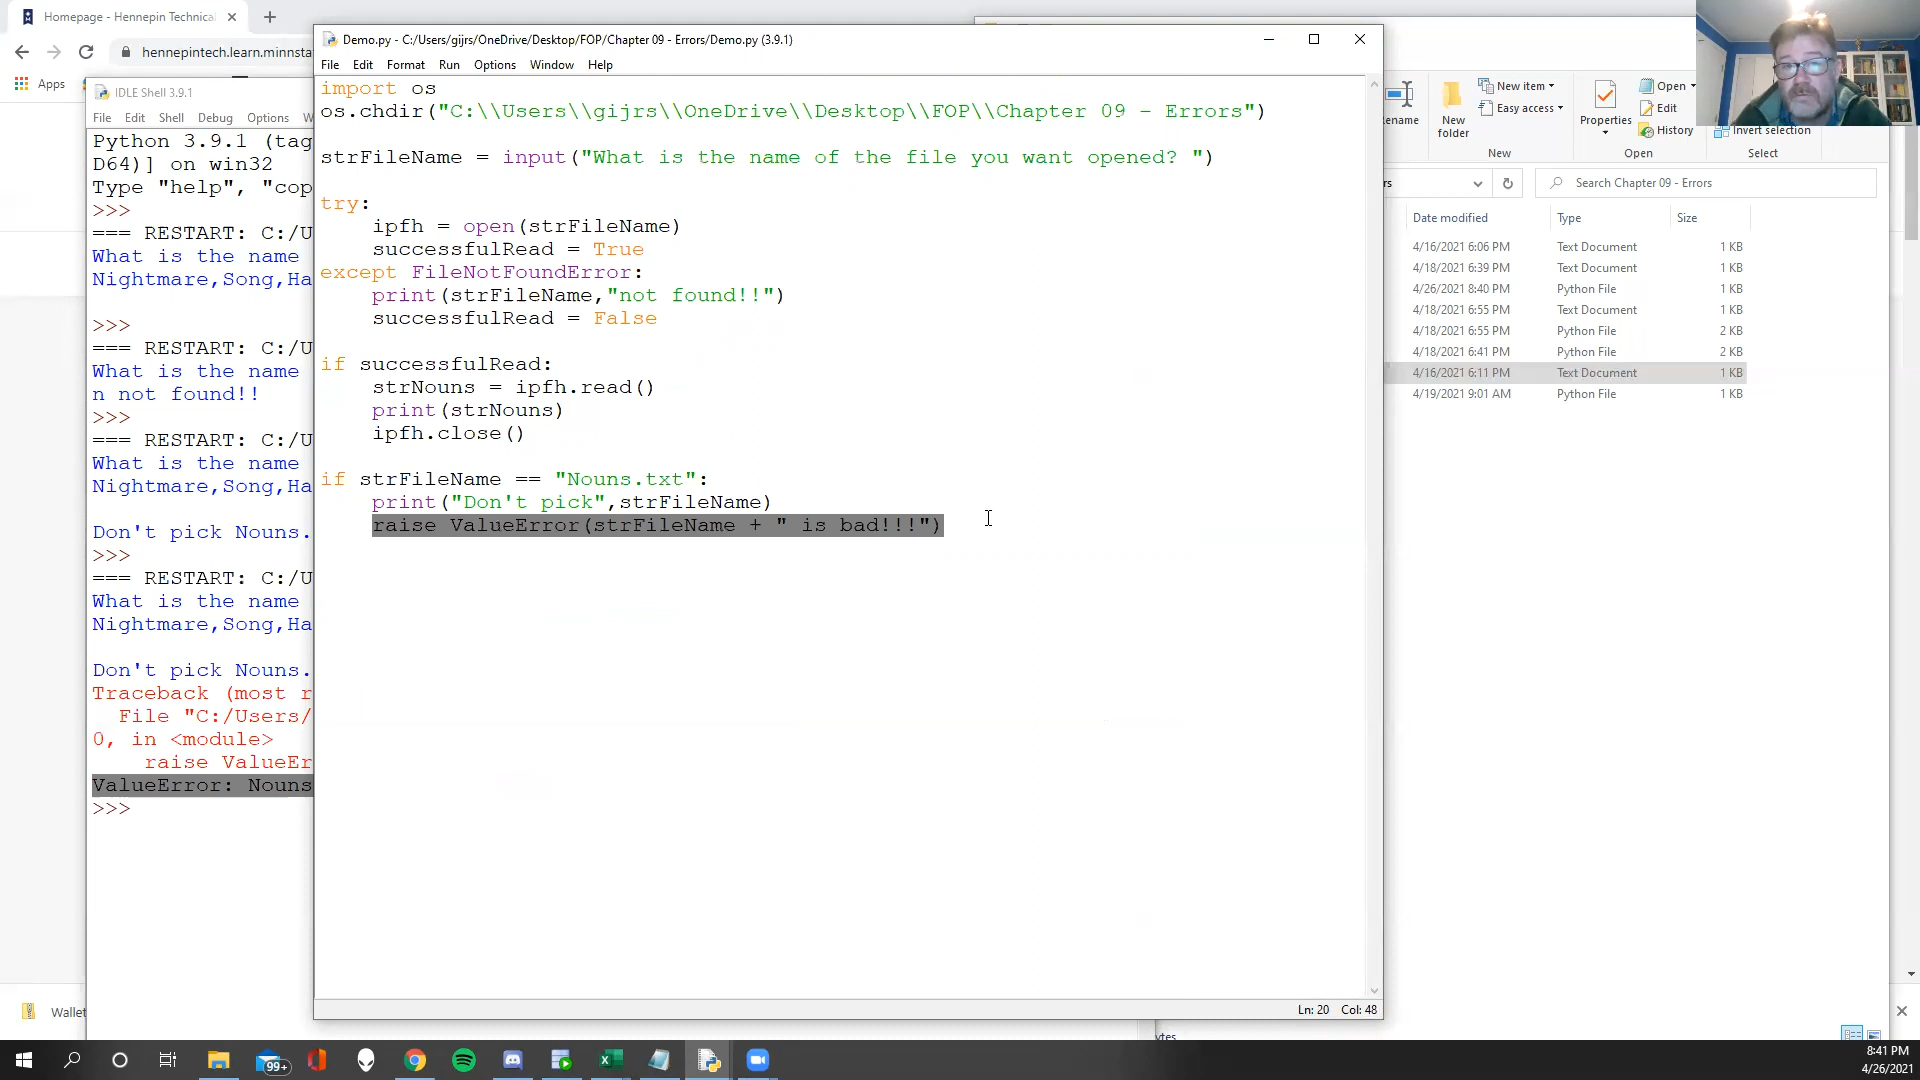 Homepage - Hennepin Technica
hennepintech.learn.minnsta
Apps
IDLE Shell 3.9.1
File Edit Shell Debug Options W
Python 3.9.1 (tag
D64)] on win32
Type "help", "cop
>>>
=== RESTART: C:/U
What is the name
Nightmare,Song,Ha
>>>
=== RESTART: C:/U
What is the name
n not found!!
>>>
=== RESTART: C:/U
What is the name
Nightmare,Song,Ha
Don't pick Nouns.
>>>
=== RESTART: C:/U
What is the name
Nightmare,Song,Ha
Don't pick Nouns.
Traceback (most r
File "C:/Users/
0, in <module>
raise ValueEr
ValueError: Nouns
>>>
Demo.py - C:/Users/gijrs/OneDrive/Desktop/FOP/Chapter 09 - Errors/Demo.py (3.9.1)
File Edit Format Run Options Window Help
import os
os.chdir("C:\\Users\\gijrs\\OneDrive\\Desktop\\FOP\\Chapter 09 - Errors")
strFileName = input("What is the name of the file you want opened? ")
try:
ipfh = open(strFileName)
successfulRead = True
except FileNotFoundError:
print(strFileName,"not found!!")
successfulRead = False
if successfulRead:
strNouns = ipfh.read()
print(strNouns)
ipfh.close()
if strFileName == "Nouns.txt":
print("Don't pick",strFileName)
raise ValueError(strFileName + " is bad!!!")
Ln: 20 Col: 48
ename
New folder
New item
Easy access
New
Properties
Open
Edit
History
Open
Invert selection
Select
rs
Search Chapter 09 - Errors
Date modified Type Size
4/16/2021 6:06 PM Text Document 1 KB
4/18/2021 6:39 PM Text Document 1 KB
4/26/2021 8:40 PM Python File 1 KB
4/18/2021 6:55 PM Text Document 1 KB
4/18/2021 6:55 PM Python File 2 KB
4/18/2021 6:41 PM Python File 2 KB
4/16/2021 6:11 PM Text Document 1 KB
4/19/2021 9:01 AM Python File 1 KB
Wallet
ytes
99+
8:41 PM
4/26/2021